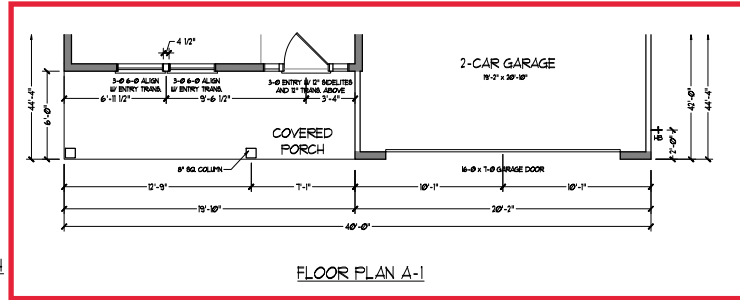 4 1/2"
2-CAR GARAGE
19'-2" x 20'-10"
3-0 6-0 ALIGN
W/ ENTRY TRANS.
3-0 6-0 ALIGN
W/ ENTRY TRANS.
3-0 ENTRY W/ 12" SIDELITES
AND 12" TRANS. ABOVE
6'-11 1/2"
9'-6 1/2"
3'-4"
44'-4"
6'-0"
42'-0"
44'-4"
COVERED
PORCH
HB
2'-0"
8" SQ. COLUMN
16-0 x 7-0 GARAGE DOOR
12'-9"
7'-1"
10'-1"
10'-1"
19'-10"
20'-2"
40'-0"
FLOOR PLAN A-1